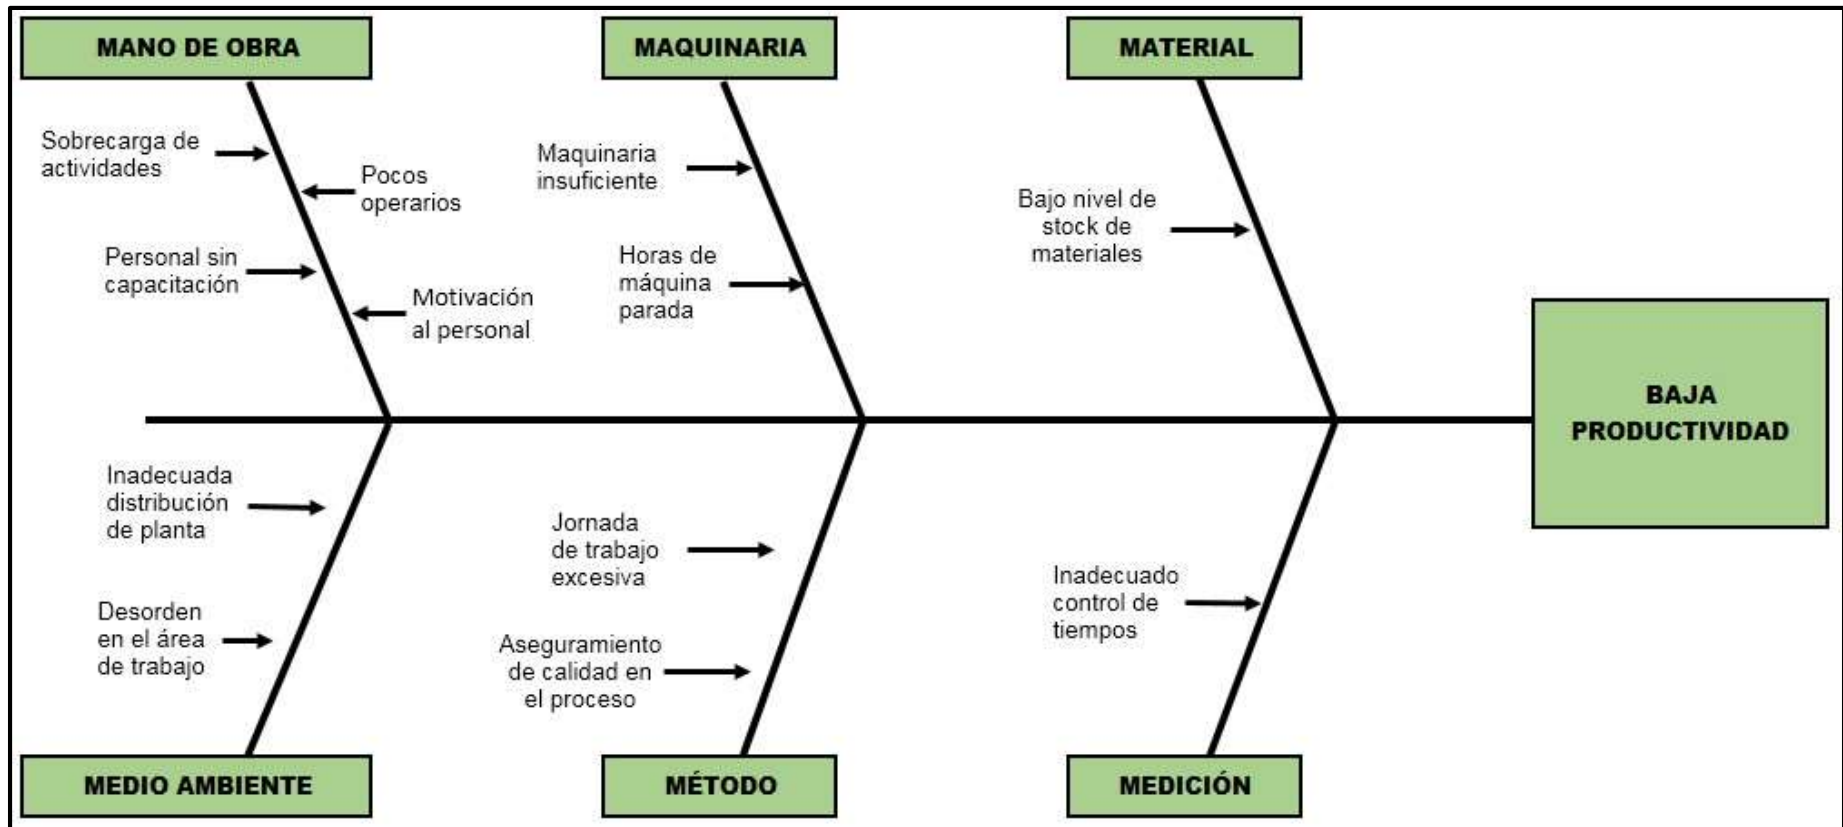 MANO DE OBRA
MAQUINARIA
MATERIAL
Sobrecarga de
actividades
Pocos
operarios
Personal sin
capacitación
Motivación
al personal
Maquinaria
insuficiente
Horas de
máquina
parada
Bajo nivel de
stock de
materiales
BAJA
PRODUCTIVIDAD
Inadecuada
distribución
de planta
Desorden
en el área
de trabajo
Jornada
de trabajo
excesiva
Aseguramiento
de calidad en
el proceso
Inadecuado
control de
tiempos
MEDIO AMBIENTE
MÉTODO
MEDICIÓN